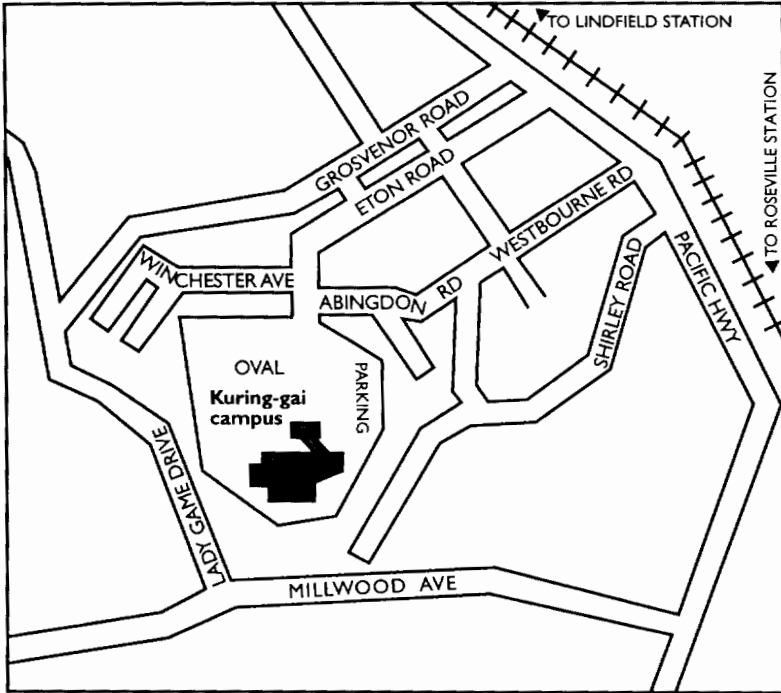 TO LINDFIELD STATION
TO ROSEVILLE STATION
GROSVENOR ROAD
ETON ROAD
WESTBOURNE RD
WINCHESTER AVE
ABINGDON RD
SHIRLEY ROAD
PACIFIC HWY
OVAL
PARKING
Kuring-gai
campus
LADY GAME DRIVE
MILLWOOD AVE